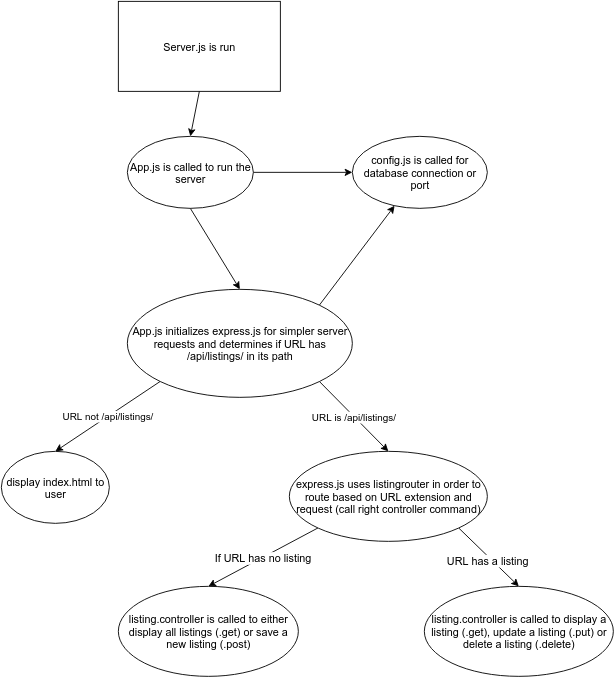 Server.js is run
App.js is called to run the
server
config.js is called for
database connection or
port
App.js initializes express.js for simpler server
requests and determines if URL has
/api/listings/ in its path
URL not /api/listings/
URL is /api/listings/
display index.html to
user
express.js uses listingrouter in order to
route based on URL extension and
request (call right controller command)
If URL has no listing
URL has a listing
listing.controller is called to either
display all listings (.get) or save a
new listing (.post)
listing.controller is called to display a
listing (.get), update a listing (.put) or
delete a listing (.delete)